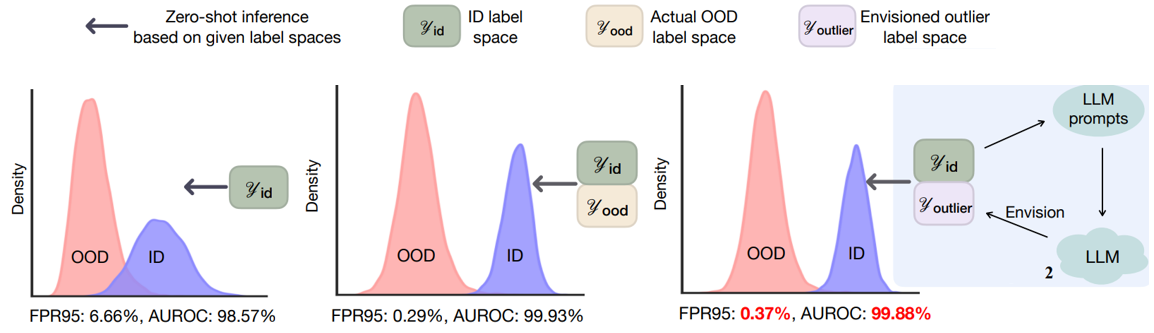 Zero-shot inference
based on given label spaces
𝒴id
ID label
space
𝒴ood
Actual OOD
label space
𝒴outlier
Envisioned outlier
label space
Density
OOD
ID
𝒴id
FPR95: 6.66%, AUROC: 98.57%
Density
OOD
ID
𝒴id
𝒴ood
FPR95: 0.29%, AUROC: 99.93%
Density
OOD
ID
𝒴id
𝒴outlier
LLM
prompts
Envision
LLM
2
FPR95: 0.37%, AUROC: 99.88%